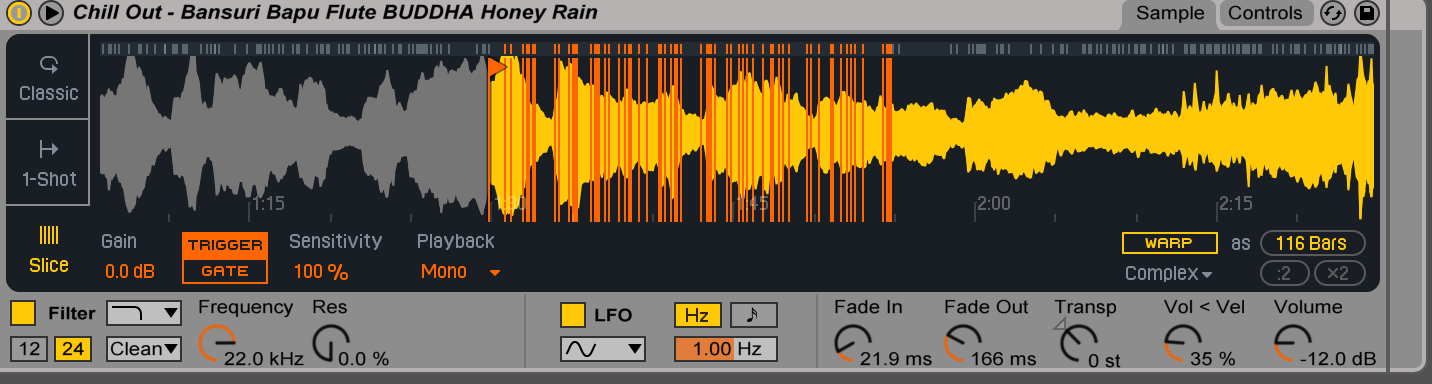 Chill Out - Bansuri Bapu Flute BUDDHA Honey Rain
Sample Controls
Classic
1-Shot
Slice
1:15 1:30 1:45 2:00 2:15
Gain TRIGGER Sensitivity Playback WARP as 116 Bars
0.0 dB GATE 100 % Mono Complex :2 ×2
Filter Frequency Res LFO Hz Fade In Fade Out Transp Vol < Vel Volume
12 24 Clean 22.0 kHz 0.0 % 1.00 Hz 21.9 ms 166 ms 0 st 35 % -12.0 dB